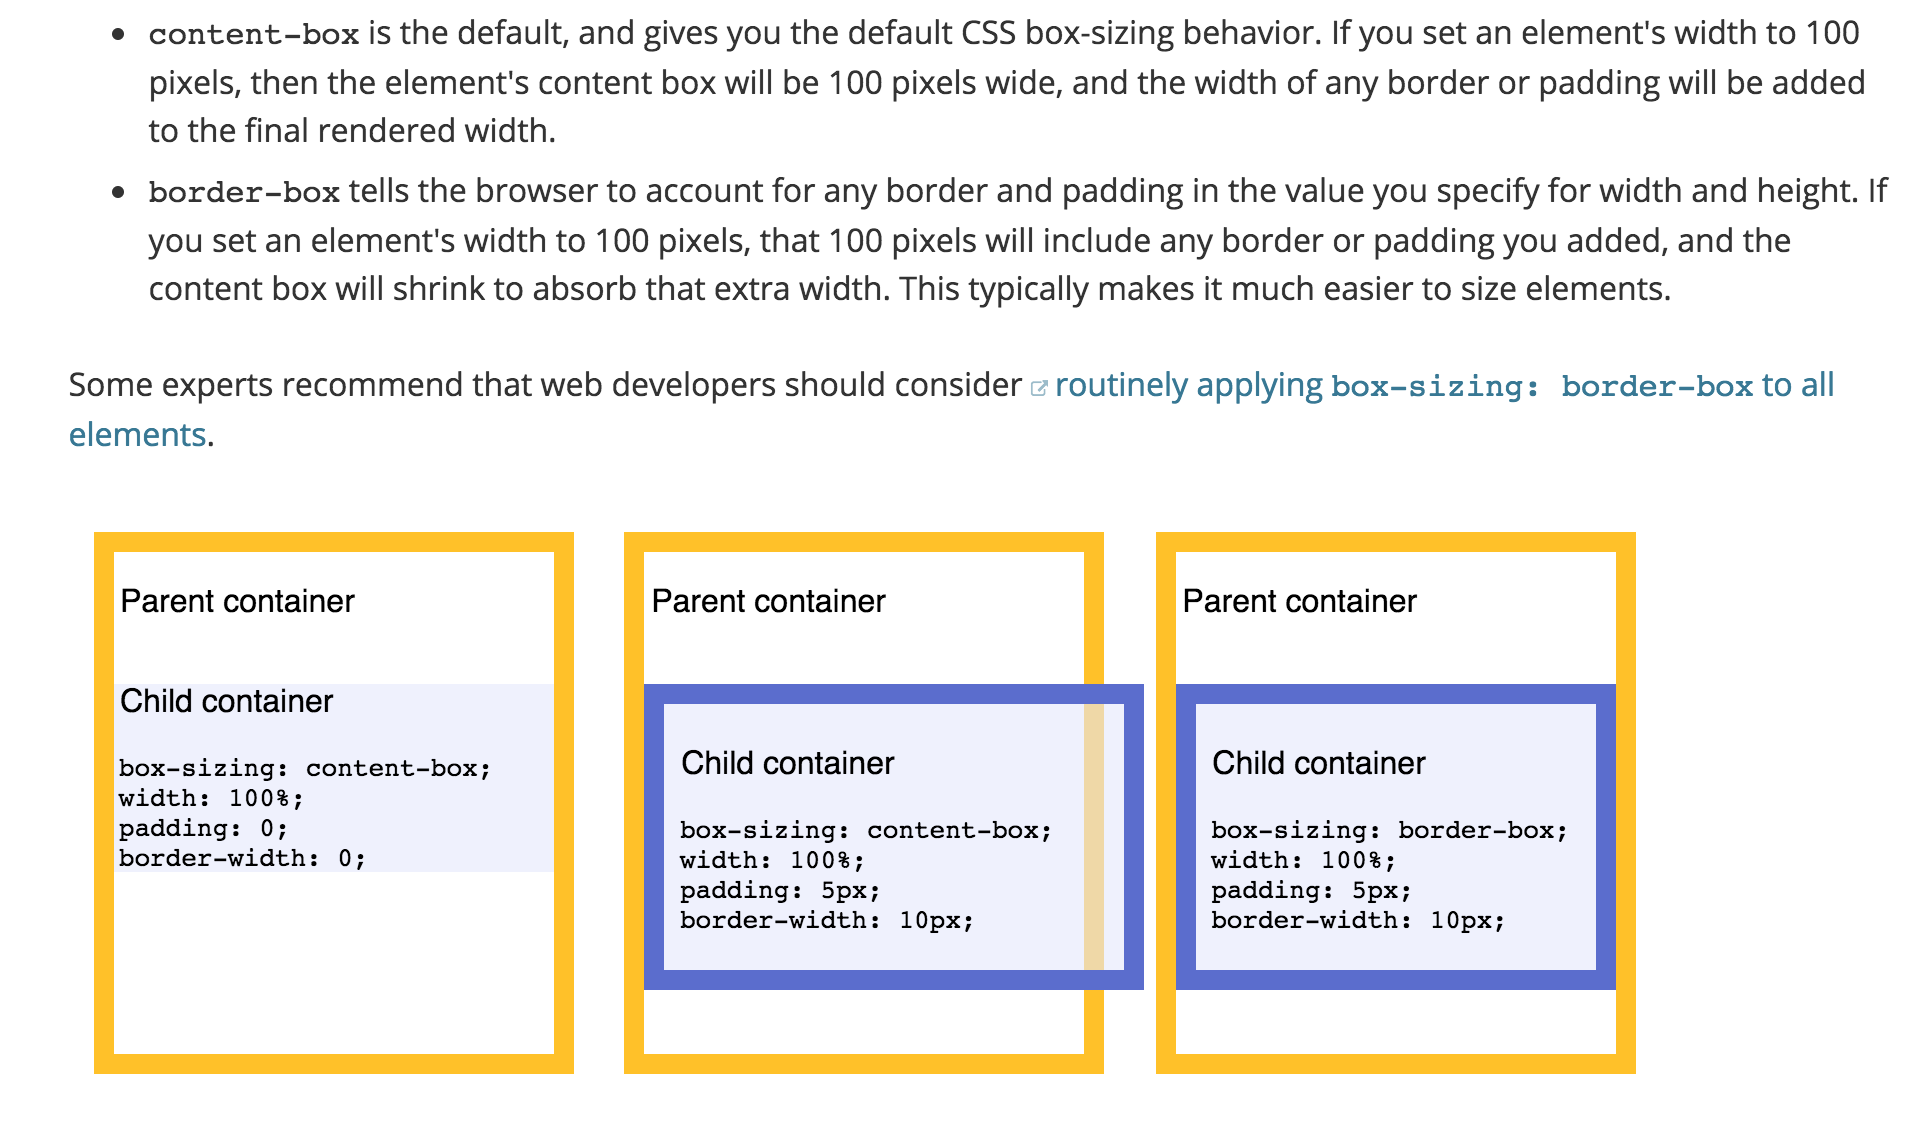 • content-box is the default, and gives you the default CSS box-sizing behavior. If you set an element's width to 100
pixels, then the element's content box will be 100 pixels wide, and the width of any border or padding will be added
to the final rendered width.
• border-box tells the browser to account for any border and padding in the value you specify for width and height. If
you set an element's width to 100 pixels, that 100 pixels will include any border or padding you added, and the
content box will shrink to absorb that extra width. This typically makes it much easier to size elements.
Some experts recommend that web developers should consider routinely applying box-sizing: border-box to all
elements.
Parent container
Child container
box-sizing: content-box;
width: 100%;
padding: 0;
border-width: 0;
Parent container
Child container
box-sizing: content-box;
width: 100%;
padding: 5px;
border-width: 10px;
Parent container
Child container
box-sizing: border-box;
width: 100%;
padding: 5px;
border-width: 10px;